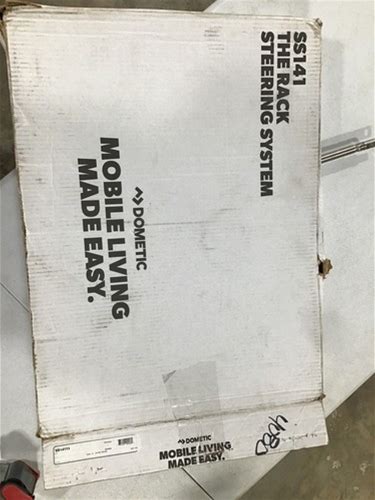 SS141
THE RACK
STEERING SYSTEM
DOMETIC
MOBILE LIVING
MADE EASY.
DOMETIC
MOBILE LIVING
MADE EASY.